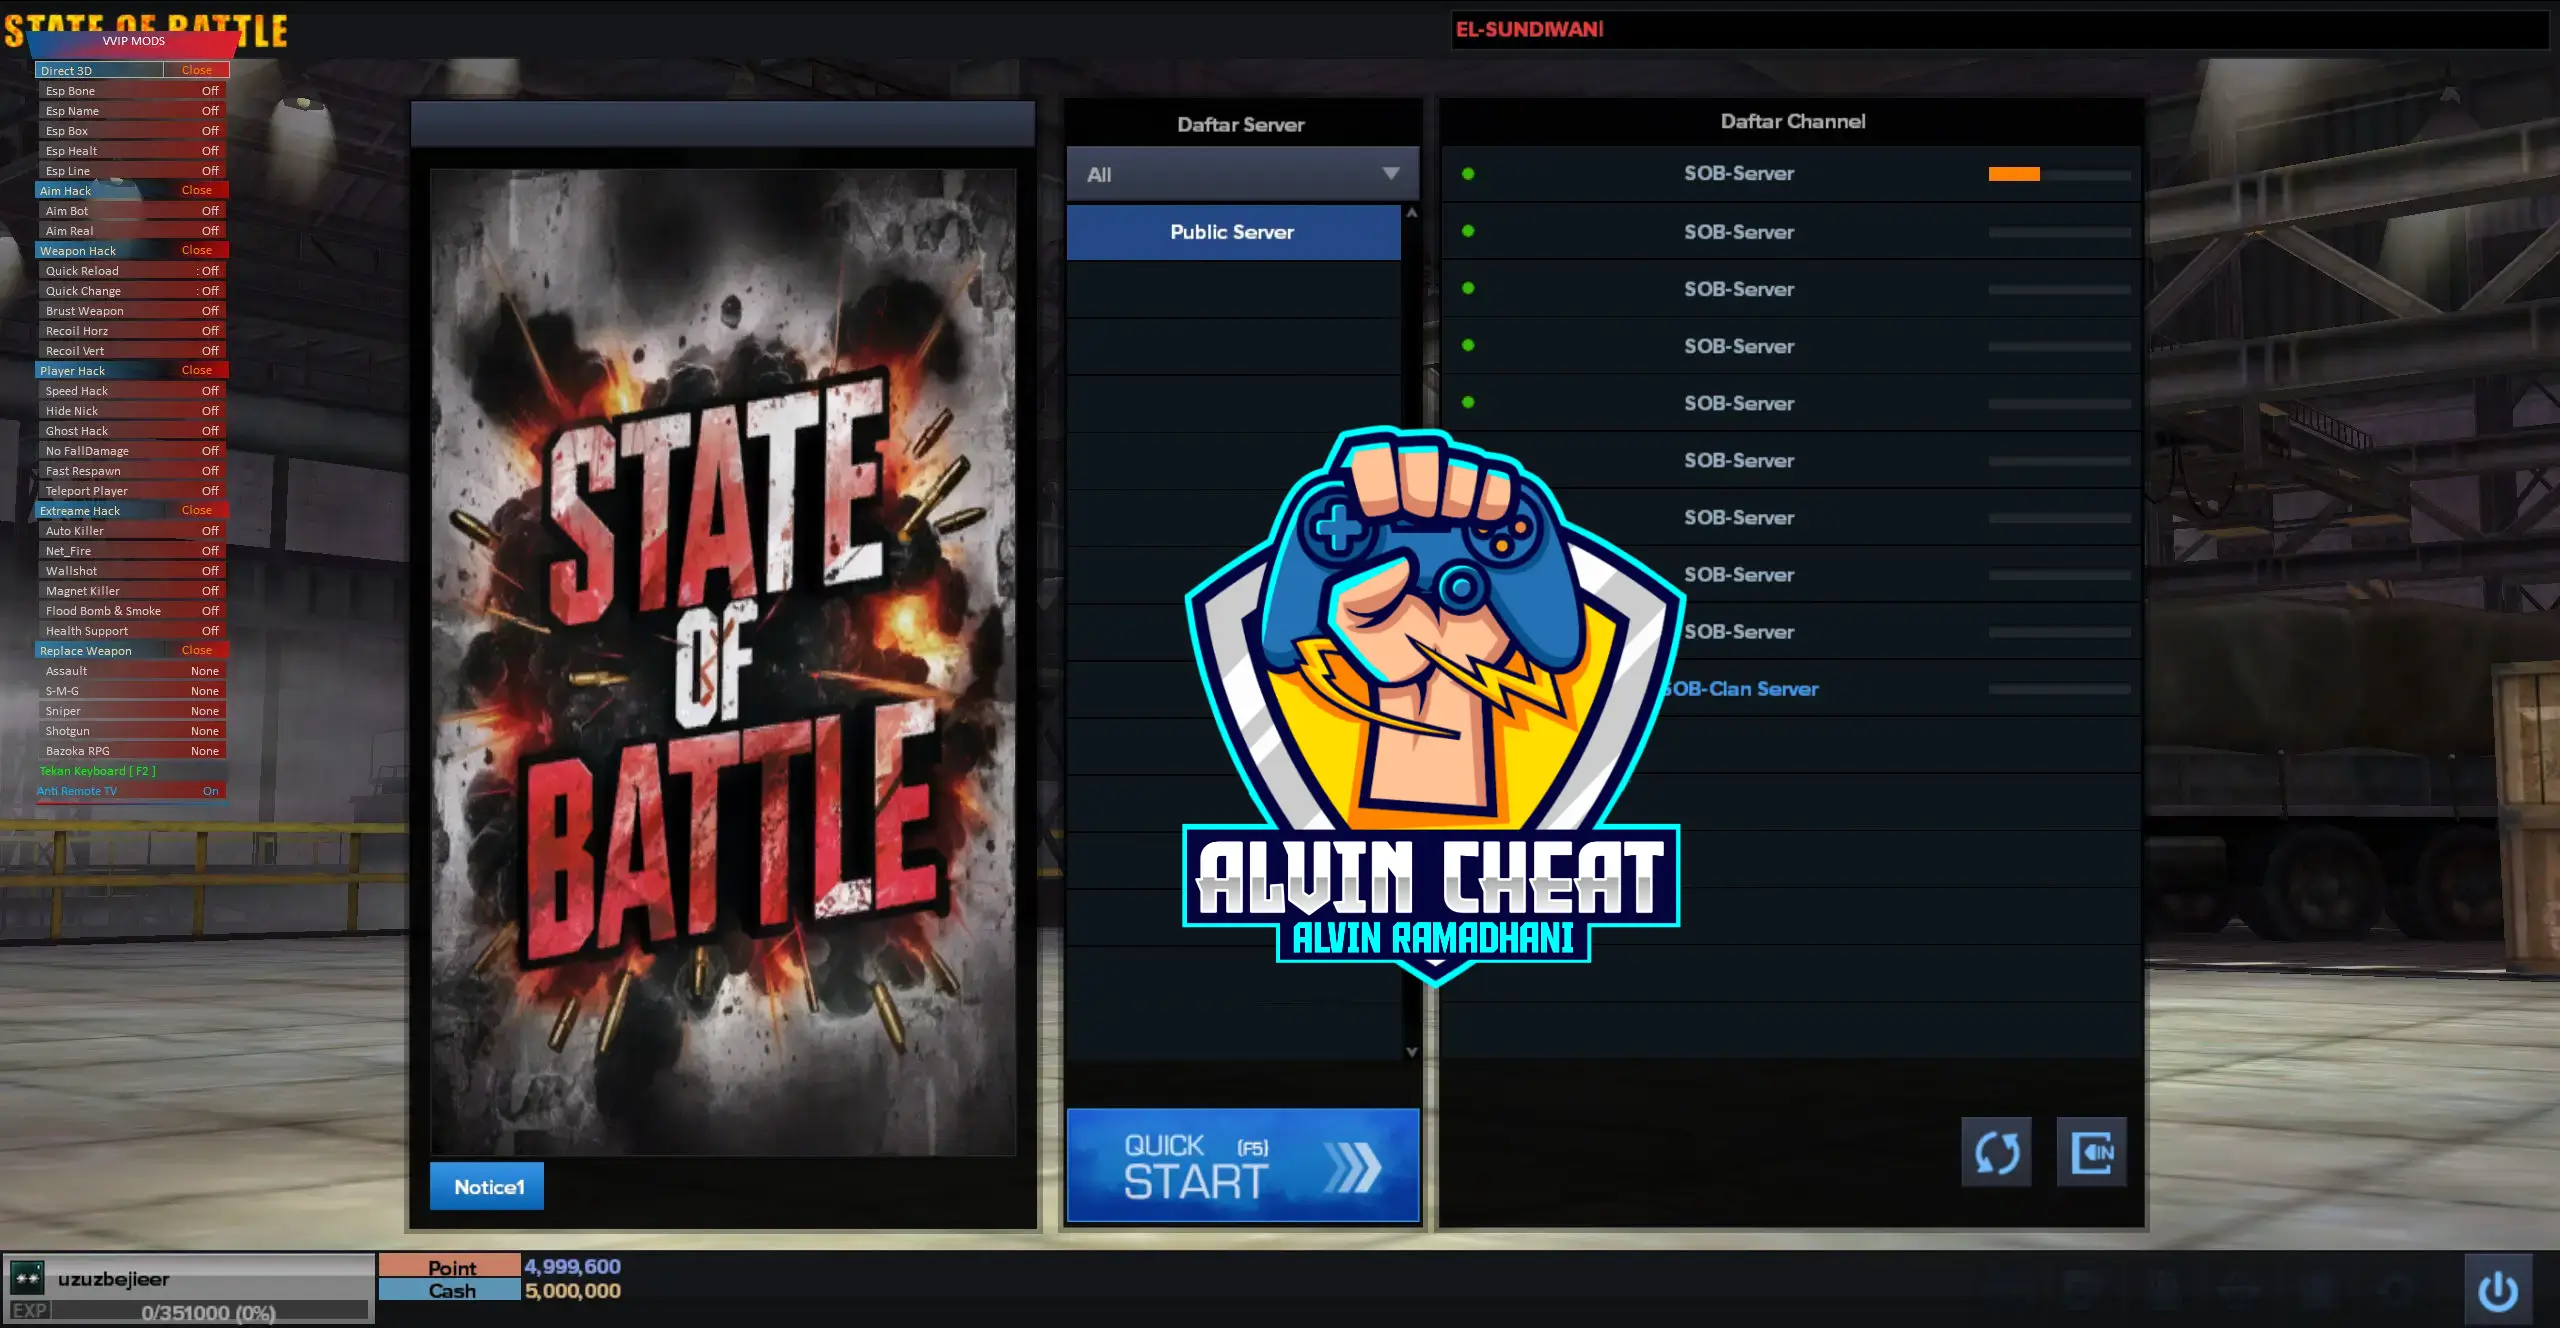 STATE OF BATTLE
EL-SUNDIWANI
VVIP MODS
Direct 3D Close
Esp Bone Off
Esp Name Off
Esp Box Off
Esp Healt Off
Esp Line Off
Aim Hack Close
Aim Bot Off
Aim Real Off
Weapon Hack Close
Quick Reload : Off
Quick Change : Off
Brust Weapon Off
Recoil Horz Off
Recoil Vert Off
Player Hack Close
Speed Hack Off
Hide Nick Off
Ghost Hack Off
No FallDamage Off
Fast Respawn Off
Teleport Player Off
Extreame Hack Close
Auto Killer Off
Net_Fire Off
Wallshot Off
Magnet Killer Off
Flood Bomb & Smoke Off
Health Support Off
Replace Weapon Close
Assault None
S-M-G None
Sniper None
Shotgun None
Bazoka RPG None
Tekan Keyboard [ F2 ]
Anti Remote TV On
STATE
OF
BATTLE
Notice1
Daftar Server
All
Public Server
QUICK (F5)
START
Daftar Channel
SOB-Server
SOB-Server
SOB-Server
SOB-Server
SOB-Server
SOB-Server
SOB-Server
SOB-Server
SOB-Server
SOB-Clan Server
ALVIN CHEAT
ALVIN RAMADHANI
IN
uzuzbejieer
EXP 0/351000 (0%)
Point 4,999,600
Cash 5,000,000